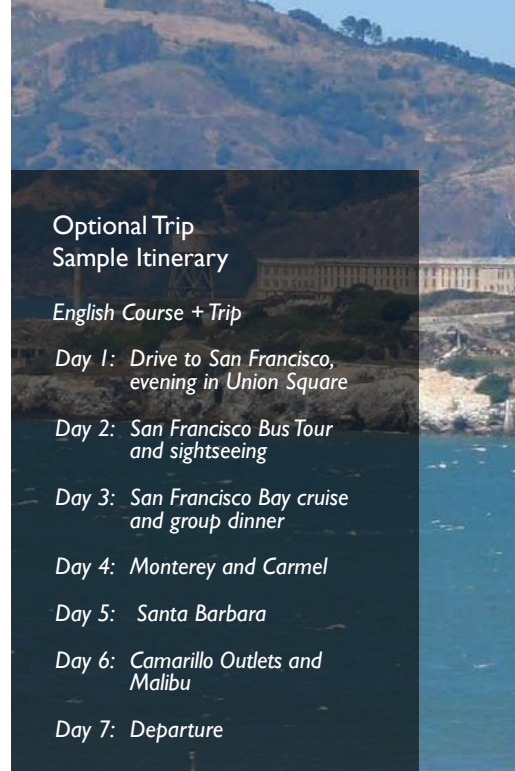 Optional Trip
Sample Itinerary
English Course + Trip
Day 1: Drive to San Francisco,
evening in Union Square
Day 2: San Francisco Bus Tour
and sightseeing
Day 3: San Francisco Bay cruise
and group dinner
Day 4: Monterey and Carmel
Day 5: Santa Barbara
Day 6: Camarillo Outlets and
Malibu
Day 7: Departure